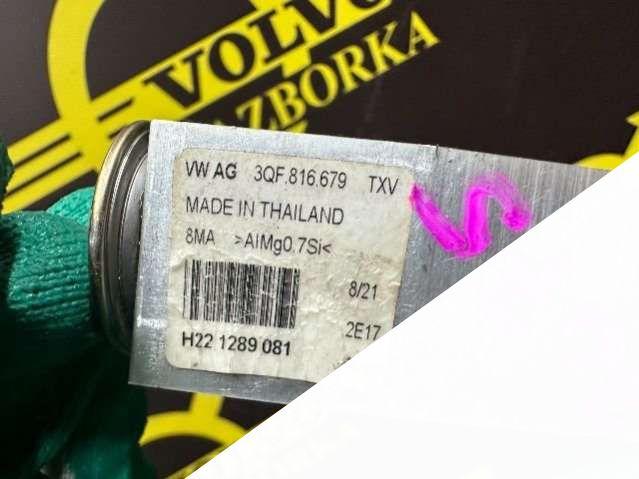 VOLVO
RAZBORKA
VW AG 3QF.816.679 TXV
MADE IN THAILAND
8MA >AlMg0.7Si<
8/21
2E17
H22 1289 081